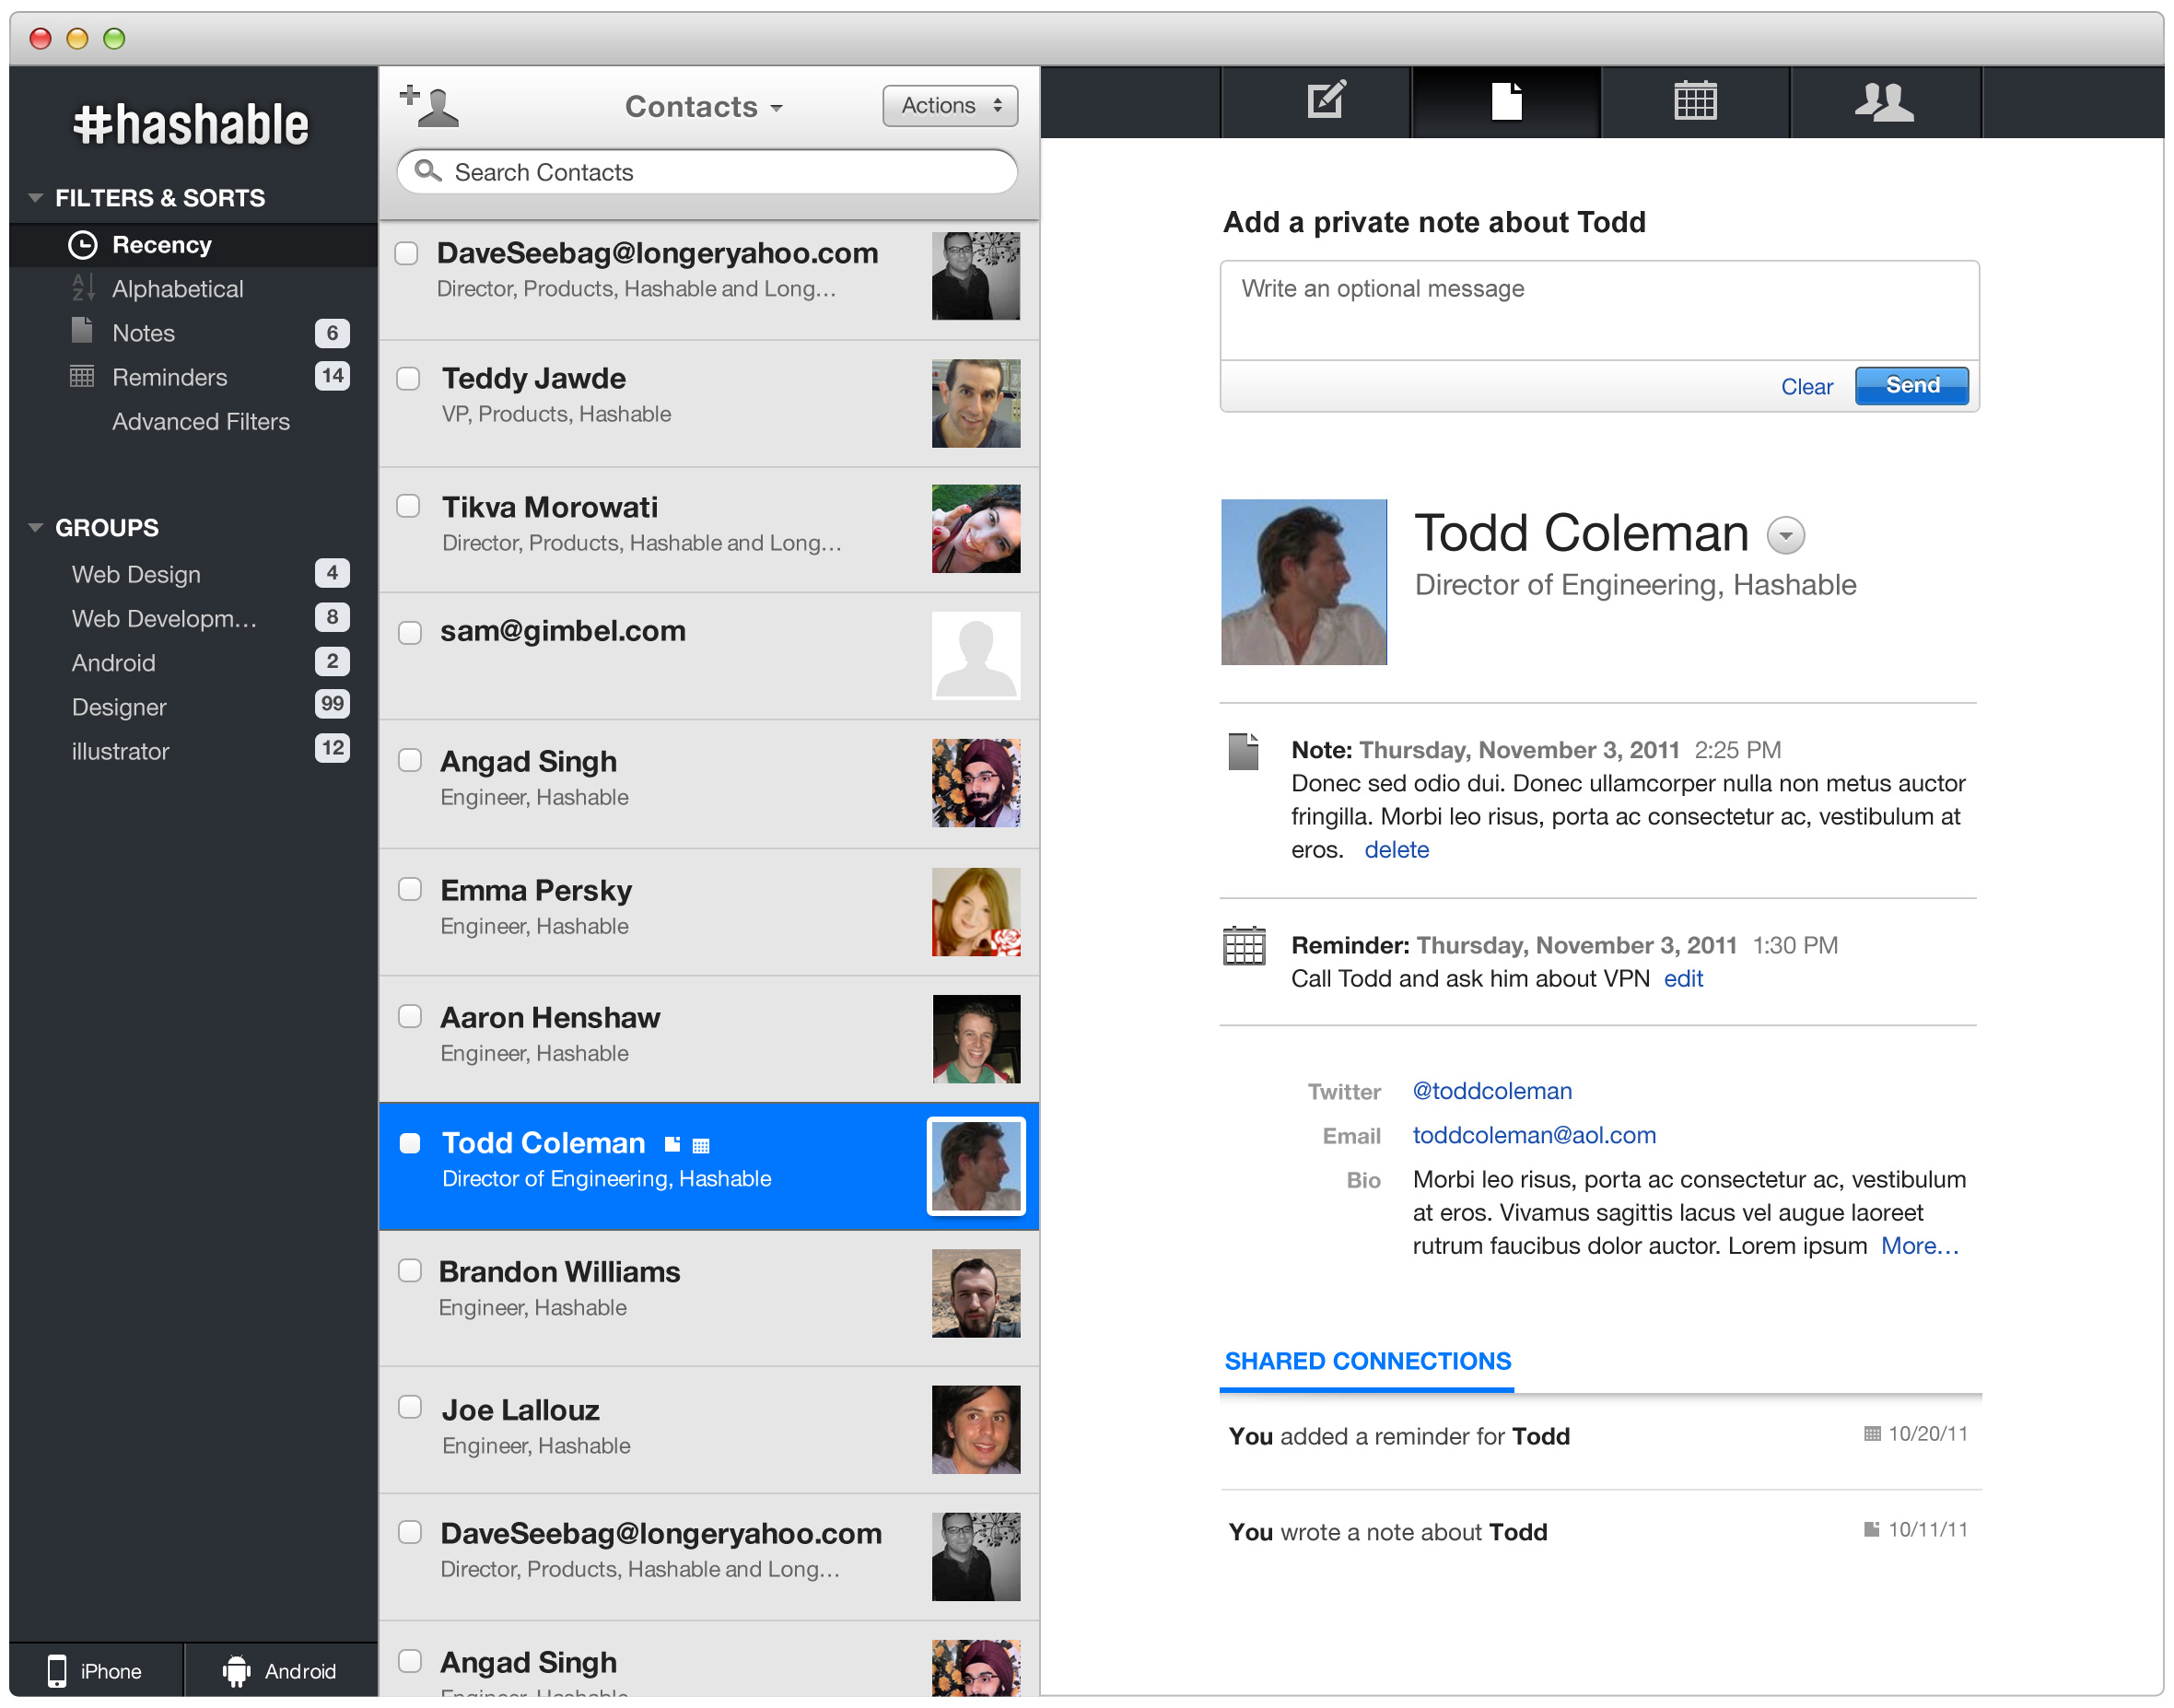 #hashable
FILTERS & SORTS
Recency
Alphabetical
Notes 6
Reminders 14
Advanced Filters
GROUPS
Web Design 4
Web Developm… 8
Android 2
Designer 99
illustrator 12
iPhone
Android
Contacts
Actions
Search Contacts
DaveSeebag@longeryahoo.com
Director, Products, Hashable and Long…
Teddy Jawde
VP, Products, Hashable
Tikva Morowati
Director, Products, Hashable and Long…
sam@gimbel.com
Angad Singh
Engineer, Hashable
Emma Persky
Engineer, Hashable
Aaron Henshaw
Engineer, Hashable
Todd Coleman
Director of Engineering, Hashable
Brandon Williams
Engineer, Hashable
Joe Lallouz
Engineer, Hashable
DaveSeebag@longeryahoo.com
Director, Products, Hashable and Long…
Angad Singh
Engineer, Hashable
Add a private note about Todd
Write an optional message
Clear
Send
Todd Coleman
Director of Engineering, Hashable
Note: Thursday, November 3, 2011 2:25 PM
Donec sed odio dui. Donec ullamcorper nulla non metus auctor
fringilla. Morbi leo risus, porta ac consectetur ac, vestibulum at
eros. delete
Reminder: Thursday, November 3, 2011 1:30 PM
Call Todd and ask him about VPN edit
Twitter @toddcoleman
Email toddcoleman@aol.com
Bio Morbi leo risus, porta ac consectetur ac, vestibulum
at eros. Vivamus sagittis lacus vel augue laoreet
rutrum faucibus dolor auctor. Lorem ipsum More…
SHARED CONNECTIONS
You added a reminder for Todd 10/20/11
You wrote a note about Todd 10/11/11